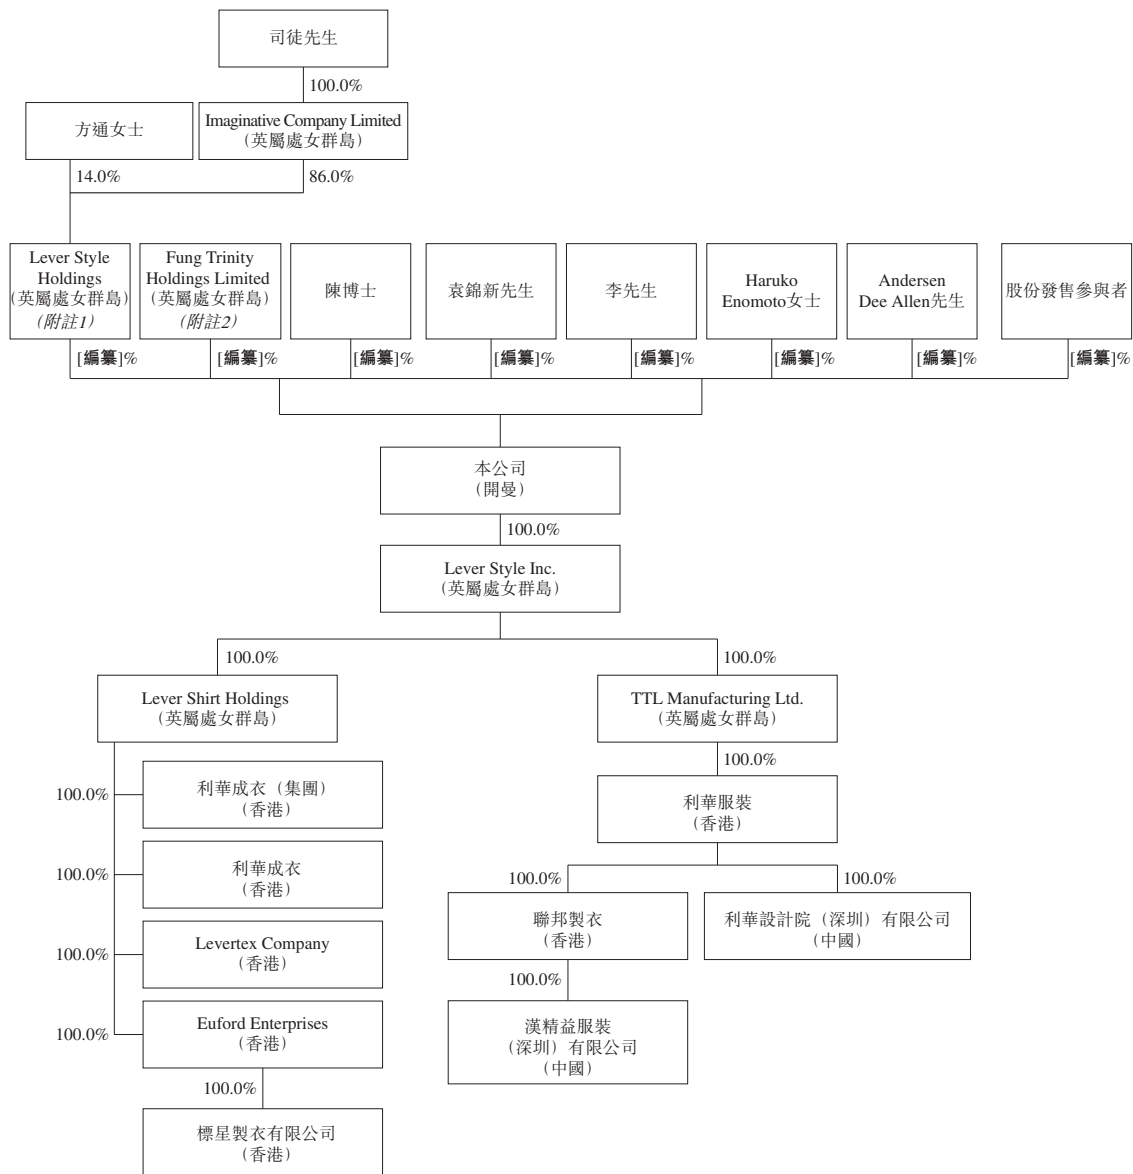 司徒先生
100.0%
方通女士
Imaginative Company Limited
（英屬處女群島）
14.0%
86.0%
Lever Style
Holdings
（英屬處女群島）
（附註1）
Fung Trinity
Holdings Limited
（英屬處女群島）
（附註2）
陳博士
袁錦新先生
李先生
Haruko
Enomoto女士
Andersen
Dee Allen先生
股份發售參與者
[編纂]%
[編纂]%
[編纂]%
[編纂]%
[編纂]%
[編纂]%
[編纂]%
[編纂]%
本公司
（開曼）
100.0%
Lever Style Inc.
（英屬處女群島）
100.0%
100.0%
Lever Shirt Holdings
（英屬處女群島）
TTL Manufacturing Ltd.
（英屬處女群島）
100.0%
100.0%
利華成衣（集團）
（香港）
利華服裝
（香港）
100.0%
利華成衣
（香港）
100.0%
100.0%
聯邦製衣
（香港）
利華設計院（深圳）有限公司
（中國）
100.0%
Levertex Company
（香港）
100.0%
漢精益服裝
（深圳）有限公司
（中國）
100.0%
Euford Enterprises
（香港）
100.0%
標星製衣有限公司
（香港）